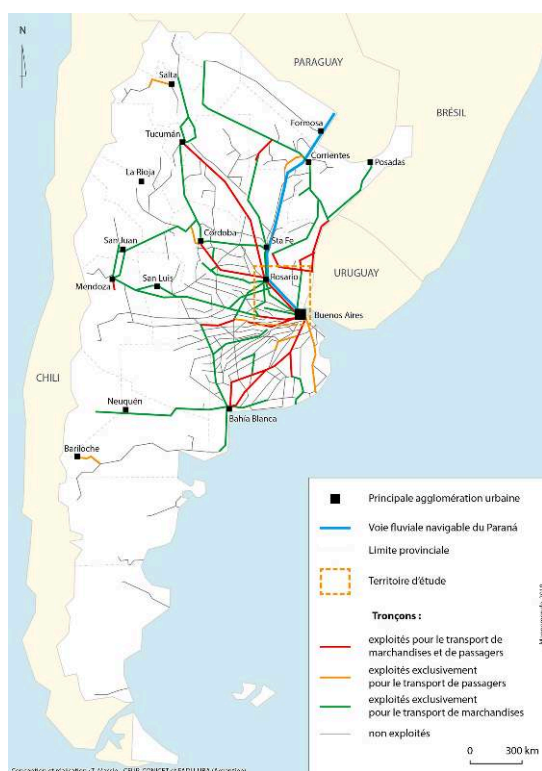 N
PARAGUAY
BRÉSIL
Salta
Formosa
Tucumán
Corrientes
Posadas
La Rioja
Córdoba
Sta Fe
San Juan
URUGUAY
San Luis
Rosario
Mendoza
Buenos Aires
CHILI
Neuquén
Bahía Blanca
Bariloche
Principale agglomération urbaine
Voie fluviale navigable du Paraná
Limite provinciale
Territoire d'étude
Tronçons :
exploités pour le transport de
marchandises et de passagers
exploités exclusivement
pour le transport de passagers
exploités exclusivement
pour le transport de marchandises
non exploités
0 300 km